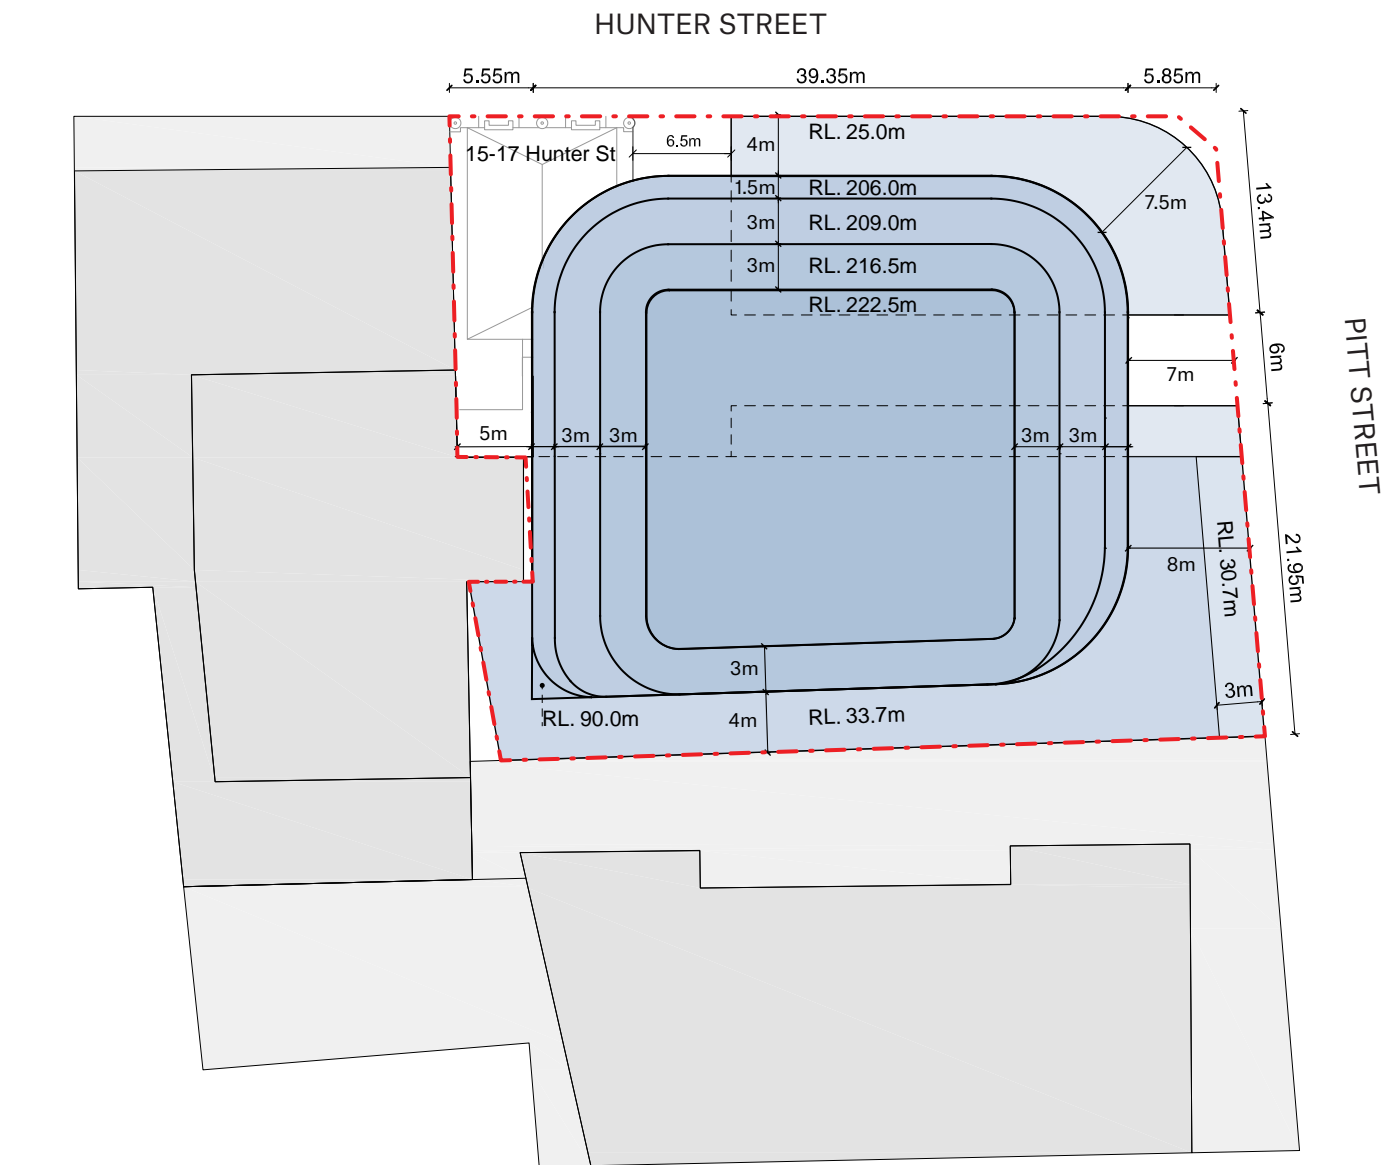 HUNTER STREET
5.55m
39.35m
5.85m
RL. 25.0m
15-17 Hunter St
6.5m
4m
1.5m
RL. 206.0m
7.5m
13.4m
3m
RL. 209.0m
3m
RL. 216.5m
RL. 222.5m
PITT STREET
6m
7m
5m
3m
3m
3m
3m
8m
RL. 30.7m
21.95m
3m
3m
RL. 90.0m
4m
RL. 33.7m